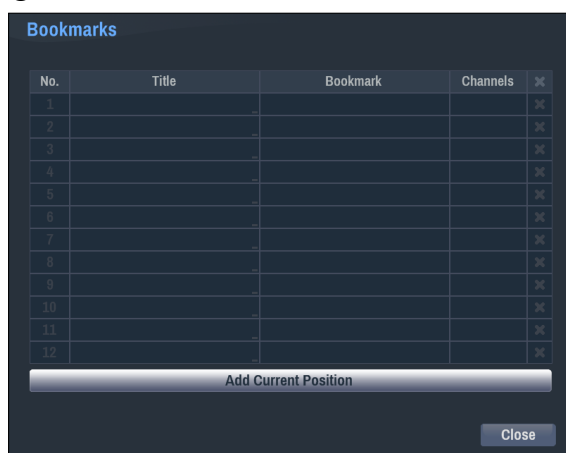 Bookmarks
No. Title Bookmark Channels ×
1 _ ×
2 _ ×
3 _ ×
4 _ ×
5 _ ×
6 _ ×
7 _ ×
8 _ ×
9 _ ×
10 _ ×
11 _ ×
12 _ ×
Add Current Position
Close